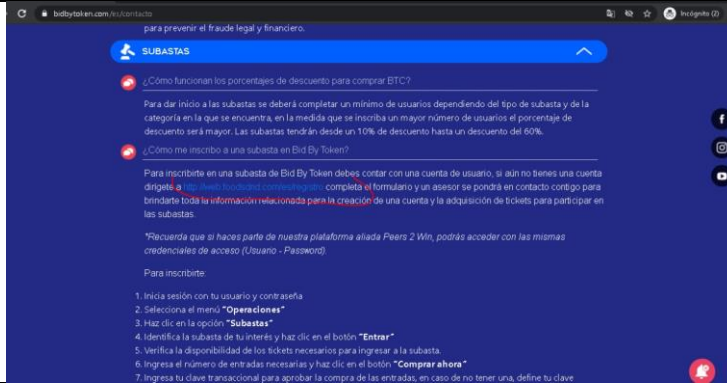 bidbytoken.com/es/contacto
Incógnito (2)
para prevenir el fraude legal y financiero.
SUBASTAS
¿Cómo funcionan los porcentajes de descuento para comprar BTC?
Para dar inicio a las subastas se deberá completar un mínimo de usuarios dependiendo del tipo de subasta y de la
categoría en la que se encuentra, en la medida que se inscriba un mayor número de usuarios el porcentaje de
descuento será mayor. Las subastas tendrán desde un 10% de descuento hasta un descuento del 60%.
¿Cómo me inscribo a una subasta en Bid By Token?
Para inscribirte en una subasta de Bid By Token debes contar con una cuenta de usuario, si aún no tienes una cuenta
dirígete a completa el formulario y un asesor se pondrá en contacto contigo para
brindarte toda la información relacionada para la creación de una cuenta y la adquisición de tickets para participar en
las subastas.
*Recuerda que si haces parte de nuestra plataforma aliada Peers 2 Win, podrás acceder con las mismas
credenciales de acceso (Usuario - Password).
Para inscribirte:
1. Inicia sesión con tu usuario y contraseña
2. Selecciona el menú "Operaciones"
3. Haz clic en la opción "Subastas"
4. Identifica la subasta de tu interés y haz clic en el botón "Entrar"
5. Verifica la disponibilidad de los tickets necesarios para ingresar a la subasta.
6. Ingresa el número de entradas necesarias y haz clic en el botón "Comprar ahora"
7. Ingresa tu clave transaccional para aprobar la compra de las entradas, en caso de no tener una, define tu clave